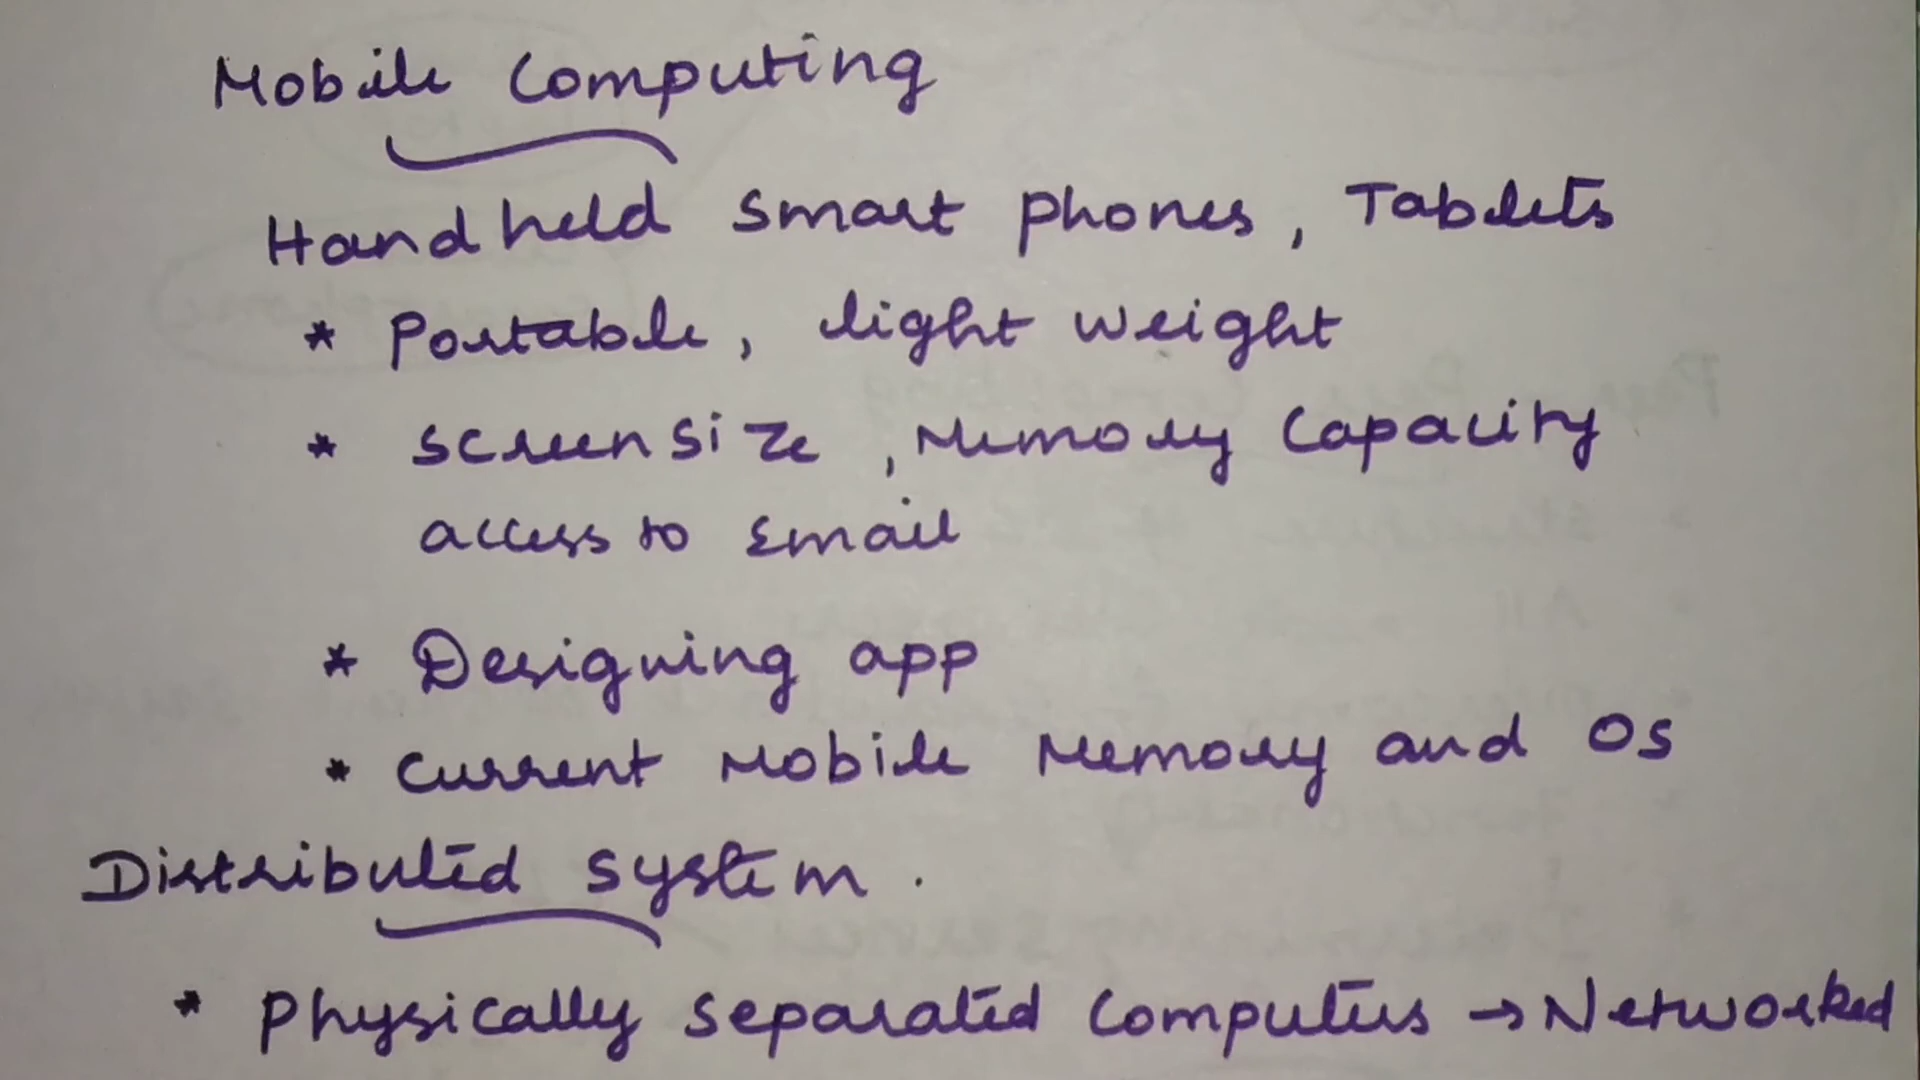 Mobile Computing
Handheld Smart phones, Tablets
* Portable, light weight
* Screen size, Memory Capacity
access to Email
* Designing app
* Current Mobile Memory and OS
Distributed System.
* Physically separated Computers → Networked